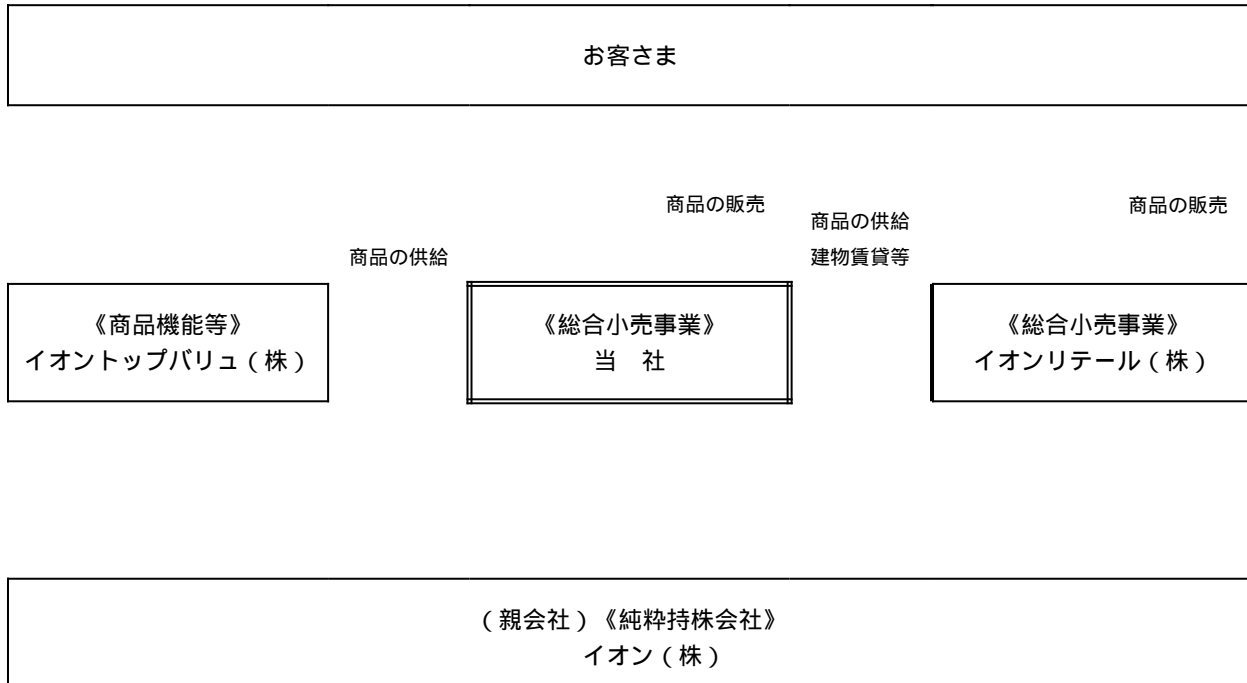 お客さま
商品の販売
商品の販売
商品の供給
建物賃貸等
商品の供給
《商品機能等》
イオントップバリュ(株)
《総合小売事業》
当 社
《総合小売事業》
イオンリテール(株)
(親会社)《純粋持株会社》
イオン(株)